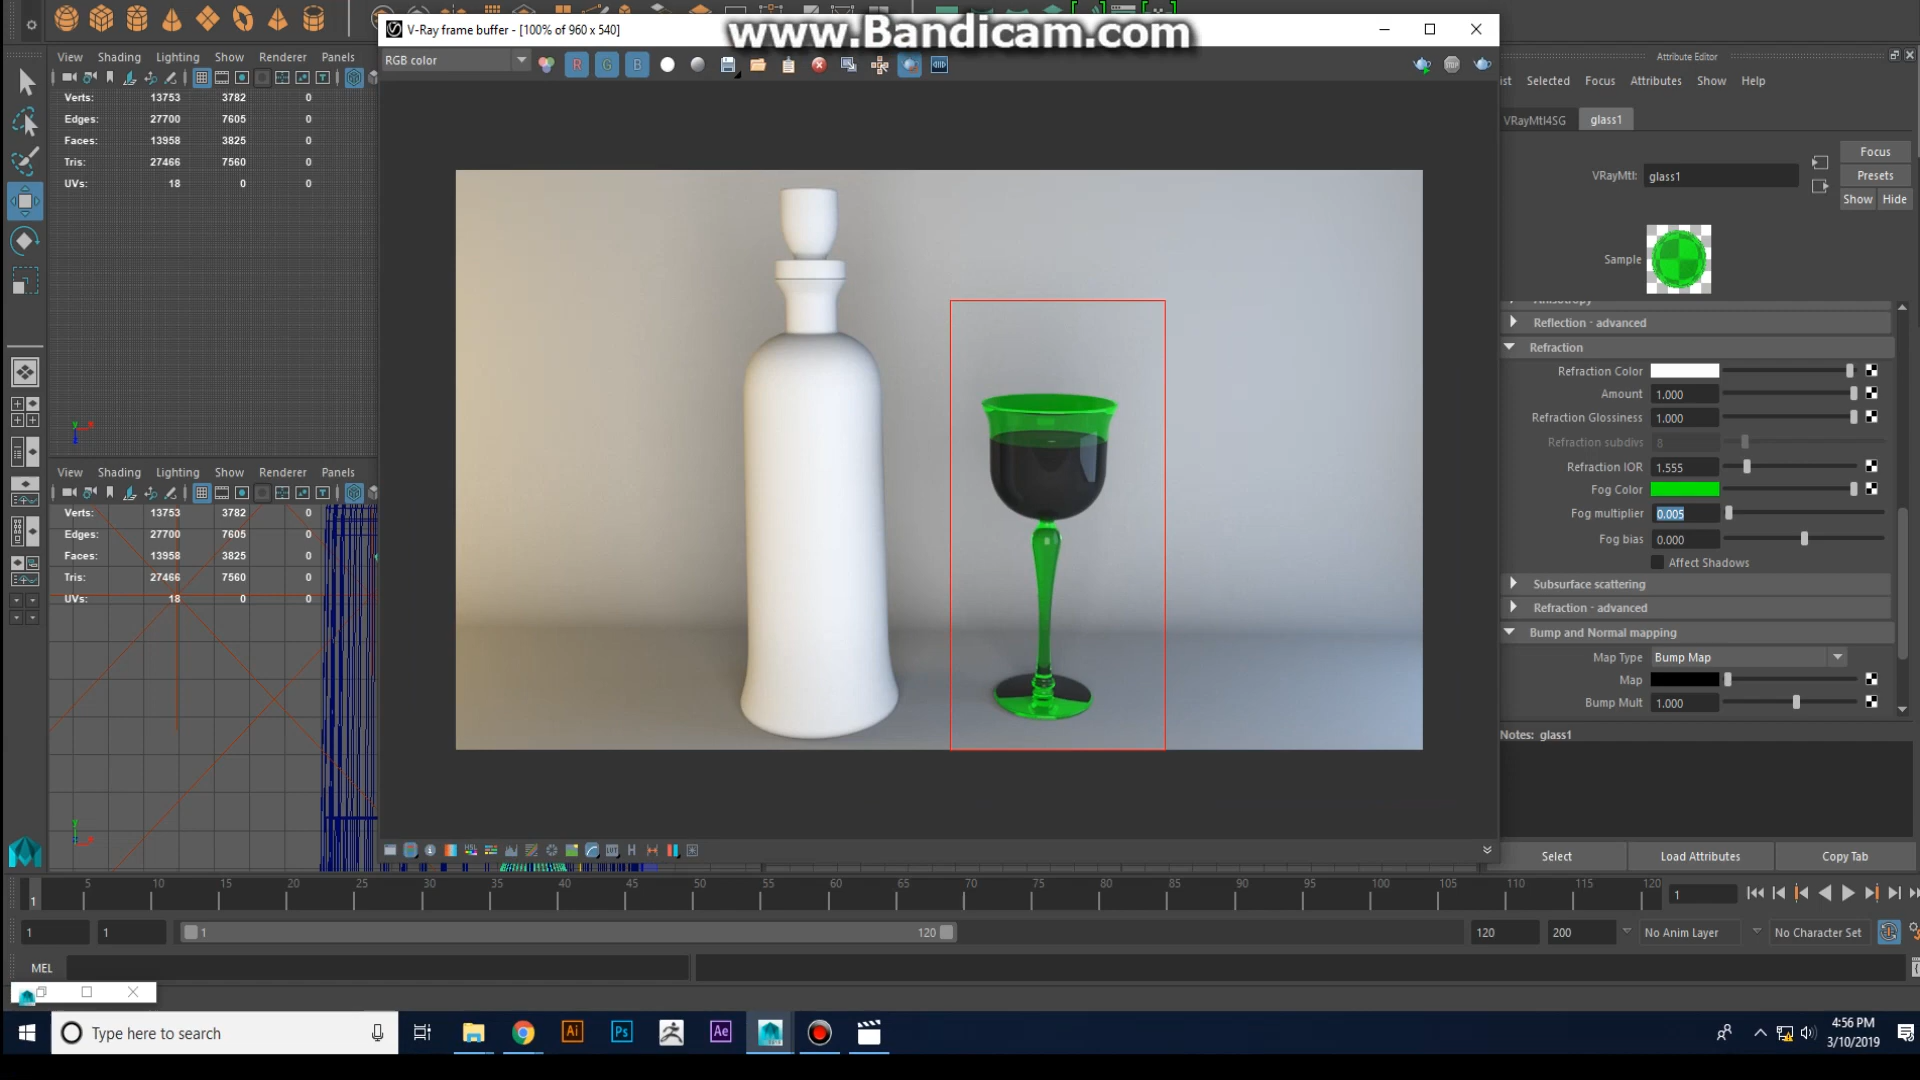 www.Bandicam.com
V-Ray frame buffer - [100% of 960 x 540]
RGB color
R G B
View Shading Lighting Show Renderer Panels
Verts: 13753 3782 0
Edges: 27700 7605 0
Faces: 13958 3825 0
Tris: 27466 7560 0
UVs: 18 0 0
View Shading Lighting Show Renderer Panels
Verts: 13753 3782 0
Edges: 27700 7605 0
Faces: 13958 3825 0
Tris: 27466 7560 0
UVs: 18 0 0
Attribute Editor
ist Selected Focus Attributes Show Help
VRayMtl4SG glass1
Focus
VRayMtl: glass1
Presets
Show Hide
Sample
Anisotropy
Reflection - advanced
Refraction
Refraction Color
Amount 1.000
Refraction Glossiness 1.000
Refraction subdivs 8
Refraction IOR 1.555
Fog Color
Fog multiplier 0.005
Fog bias 0.000
Affect Shadows
Subsurface scattering
Refraction - advanced
Bump and Normal mapping
Map Type Bump Map
Map
Bump Mult 1.000
Notes: glass1
Select Load Attributes Copy Tab
HSL
LUT
H
1 5 10 15 20 25 30 35 40 45 50 55 60 65 70 75 80 85 90 95 100 105 110 115 120 1
1 1 1 120 120 200 No Anim Layer No Character Set
MEL
Type here to search
Ai Ps Ae
4:56 PM
3/10/2019